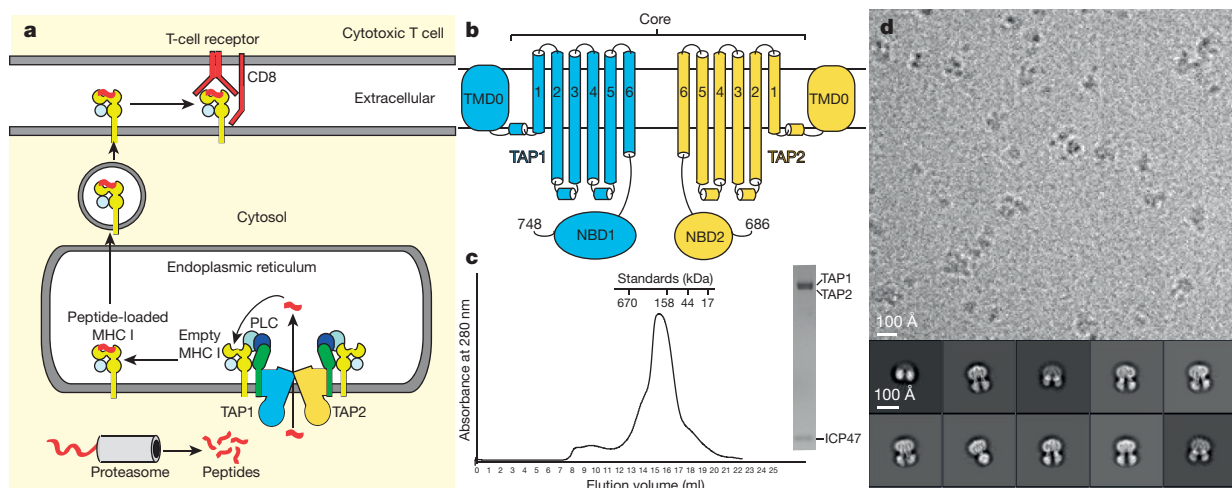 a
Cytotoxic T cell
T-cell receptor
CD8
Extracellular
Cytosol
Endoplasmic reticulum
Peptide-loaded
MHC I
Empty
MHC I
PLC
TAP1
TAP2
Proteasome
Peptides
b
Core
TMD0
1 2 3 4 5 6
6 5 4 3 2 1
TMD0
TAP1
TAP2
748
NBD1
NBD2
686
c
Standards (kDa)
670 158 44 17
Absorbance at 280 nm
0 1 2 3 4 5 6 7 8 9 10 11 12 13 14 15 16 17 18 19 20 21 22 23 24 25
Elution volume (ml)
TAP1
TAP2
ICP47
d
100 Å
100 Å